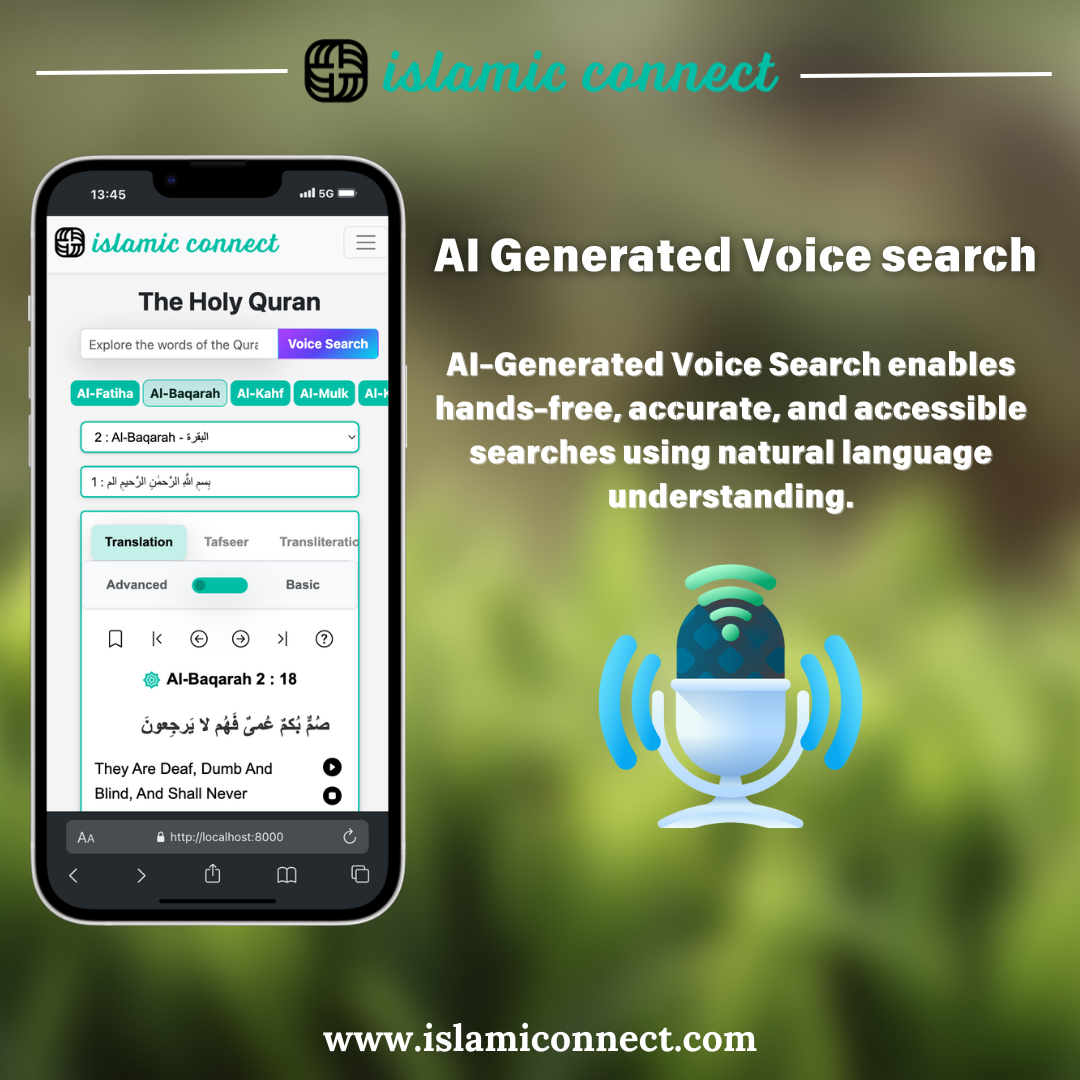 islamic connect
13:45
5G
islamic connect
The Holy Quran
Explore the words of the Qura
Voice Search
Al-Fatiha Al-Baqarah Al-Kahf Al-Mulk Al-K
2 : Al-Baqarah - البقرة
1 : بِسمِ اللَّهِ الرَّحمٰنِ الرَّحيمِ الم
Translation Tafseer Transliteratio
Advanced Basic
Al-Baqarah 2 : 18
صُمٌّ بُكمٌ عُميٌ فَهُم لا يَرجِعونَ
They Are Deaf, Dumb And
Blind, And Shall Never
AA http://localhost:8000
AI Generated Voice search
AI-Generated Voice Search enables
hands-free, accurate, and accessible
searches using natural language
understanding.
www.islamiconnect.com